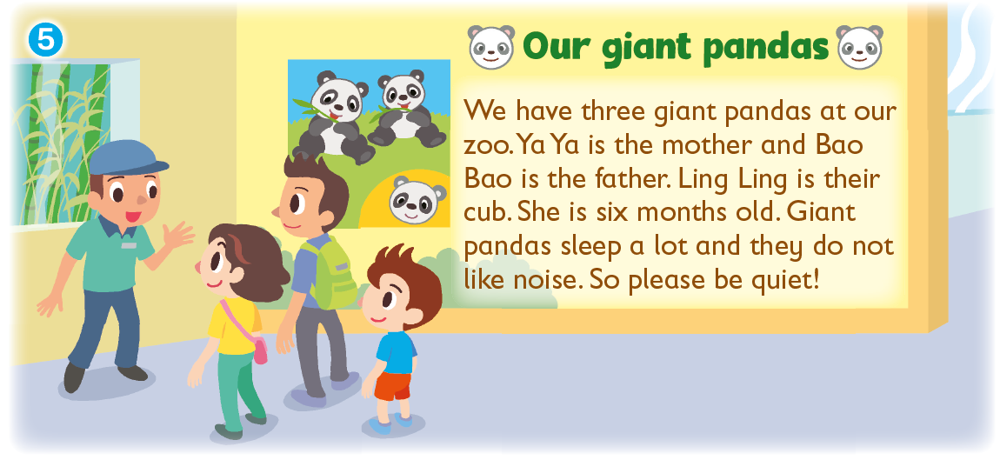 5
Our giant pandas
We have three giant pandas at our
zoo. Ya Ya is the mother and Bao
Bao is the father. Ling Ling is their
cub. She is six months old. Giant
pandas sleep a lot and they do not
like noise. So please be quiet!